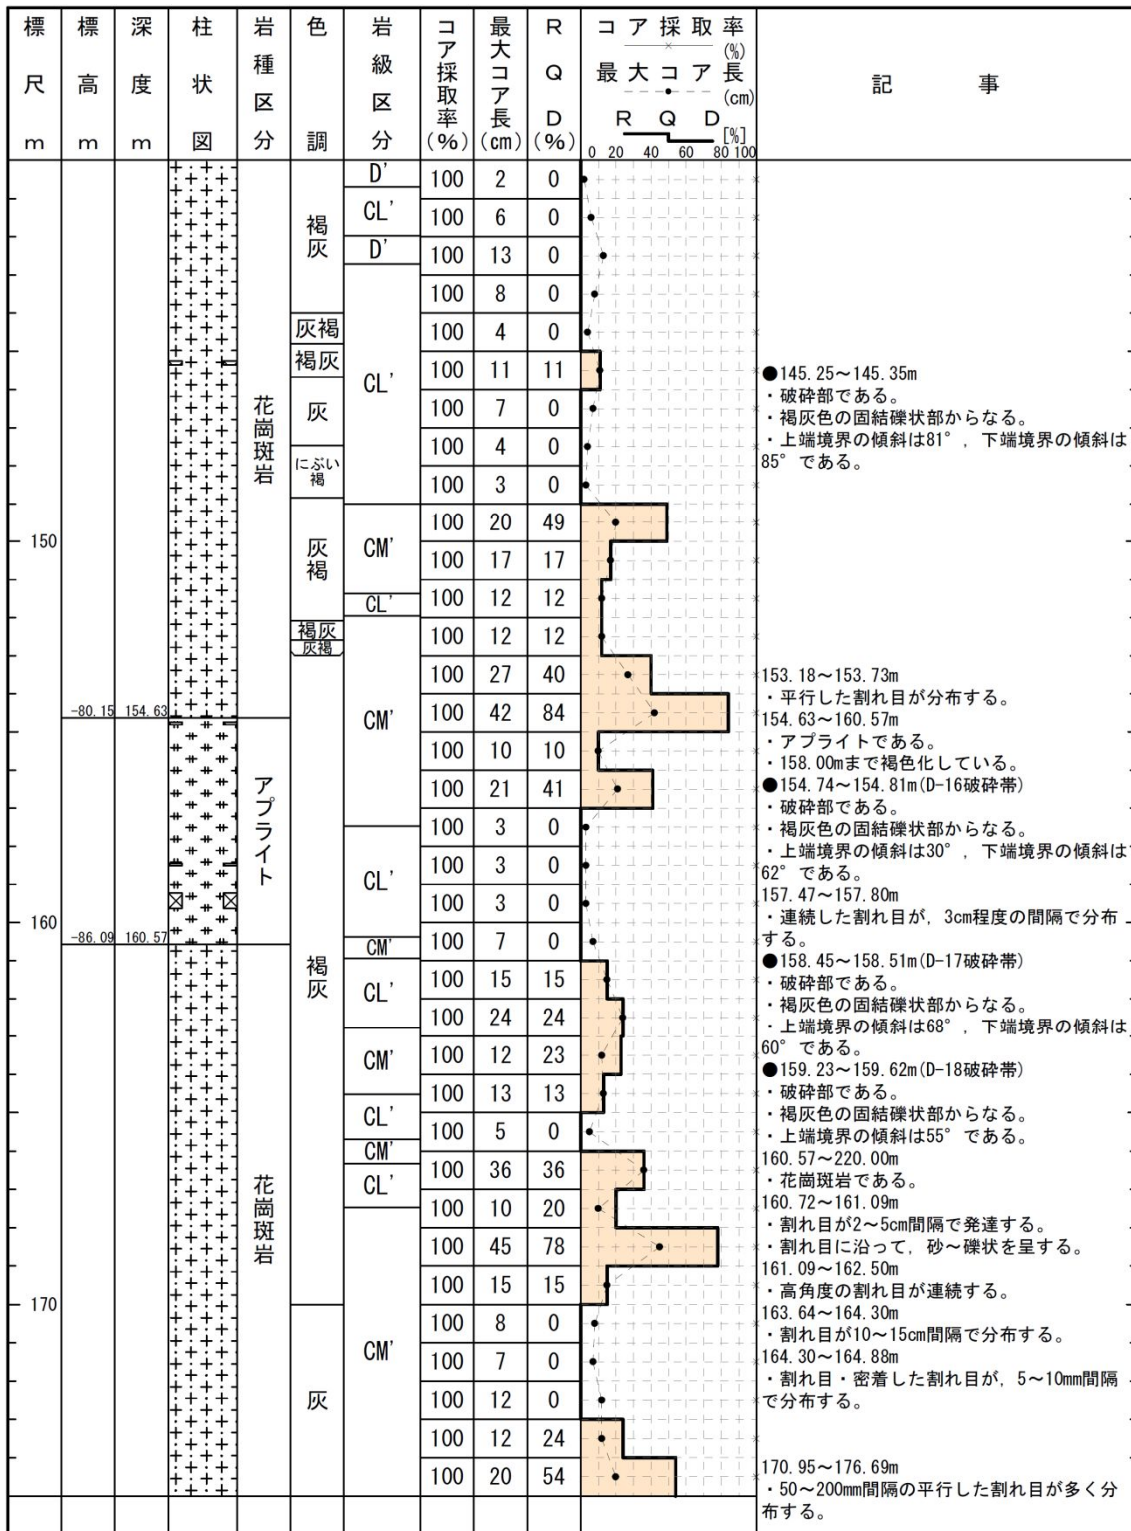 標尺m
標高m
深度m
柱状図
岩種区分
色調
岩級区分
コア採取率(%)
最大コア長(cm)
RQD(%)
コア採取率
(%)
最大コア長
(cm)
R Q D
[%]
0 20 40 60 80 100
記事
D' 100 2 0
CL' 100 6 0
褐灰
D' 100 13 0
100 8 0
灰褐 100 4 0
褐灰 100 11 11
CL'
灰 100 7 0
100 4 0
にぶい
褐
100 3 0
花崗斑岩
100 20 49
150
灰褐
CM'
100 17 17
CL' 100 12 12
褐灰 100 12 12
灰褐
100 27 40
-80.15 154.63
CM'
100 42 84
100 10 10
100 21 41
アプライト
100 3 0
100 3 0
CL'
100 3 0
160
-86.09 160.57
CM' 100 7 0
褐灰
100 15 15
CL'
100 24 24
CM' 100 12 23
100 13 13
CL' 100 5 0
CM'
100 36 36
CL'
花崗斑岩
100 10 20
100 45 78
100 15 15
170
100 8 0
CM' 100 7 0
灰 100 12 0
100 12 24
100 20 54
●145.25～145.35m
・破砕部である。
・褐灰色の固結礫状部からなる。
・上端境界の傾斜は81°，下端境界の傾斜は
85°である。
153.18～153.73m
・平行した割れ目が分布する。
154.63～160.57m
・アプライトである。
・158.00mまで褐色化している。
●154.74～154.81m(D-16破砕帯)
・破砕部である。
・褐灰色の固結礫状部からなる。
・上端境界の傾斜は30°，下端境界の傾斜は
62°である。
157.47～157.80m
・連続した割れ目が，3cm程度の間隔で分布
する。
●158.45～158.51m(D-17破砕帯)
・破砕部である。
・褐灰色の固結礫状部からなる。
・上端境界の傾斜は68°，下端境界の傾斜は
60°である。
●159.23～159.62m(D-18破砕帯)
・破砕部である。
・褐灰色の固結礫状部からなる。
・上端境界の傾斜は55°である。
160.57～220.00m
・花崗斑岩である。
160.72～161.09m
・割れ目が2～5cm間隔で発達する。
・割れ目に沿って，砂～礫状を呈する。
161.09～162.50m
・高角度の割れ目が連続する。
163.64～164.30m
・割れ目が10～15cm間隔で分布する。
164.30～164.88m
・割れ目・密着した割れ目が，5～10mm間隔
で分布する。
170.95～176.69m
・50～200mm間隔の平行した割れ目が多く分
布する。